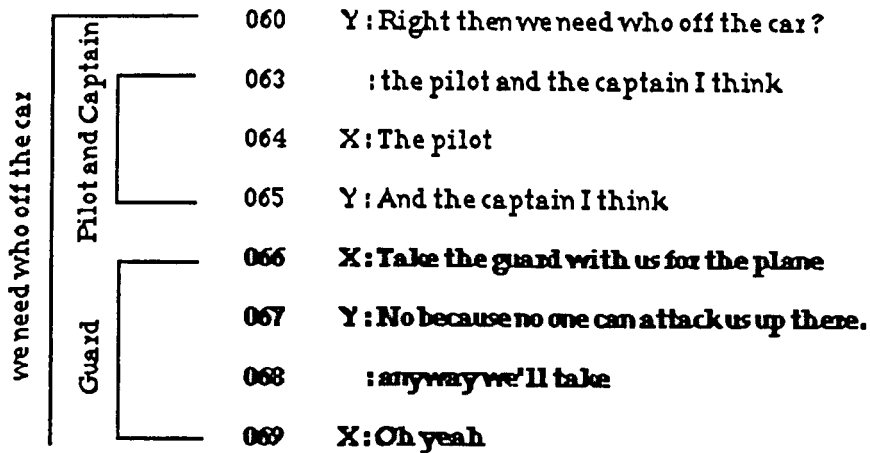 we need who off the car
Pilot and Captain
Guard
060 Y : Right then we need who off the car ?
063 : the pilot and the captain I think
064 X : The pilot
065 Y : And the captain I think
066 X : Take the guard with us for the plane
067 Y : No because no one can attack us up there.
068 : anyway we'll take
069 X : Oh yeah